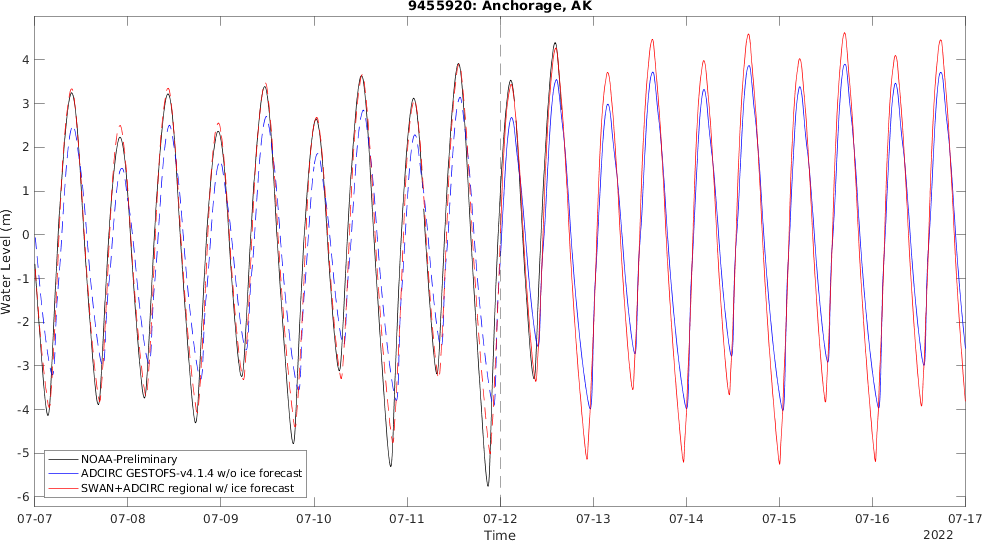 9455920: Anchorage, AK
Water Level (m)
4
3
2
1
0
-1
-2
-3
-4
-5
-6
NOAA-Preliminary
ADCIRC GESTOFS-v4.1.4 w/o ice forecast
SWAN+ADCIRC regional w/ ice forecast
07-07 07-08 07-09 07-10 07-11 07-12 07-13 07-14 07-15 07-16 07-17
Time
2022